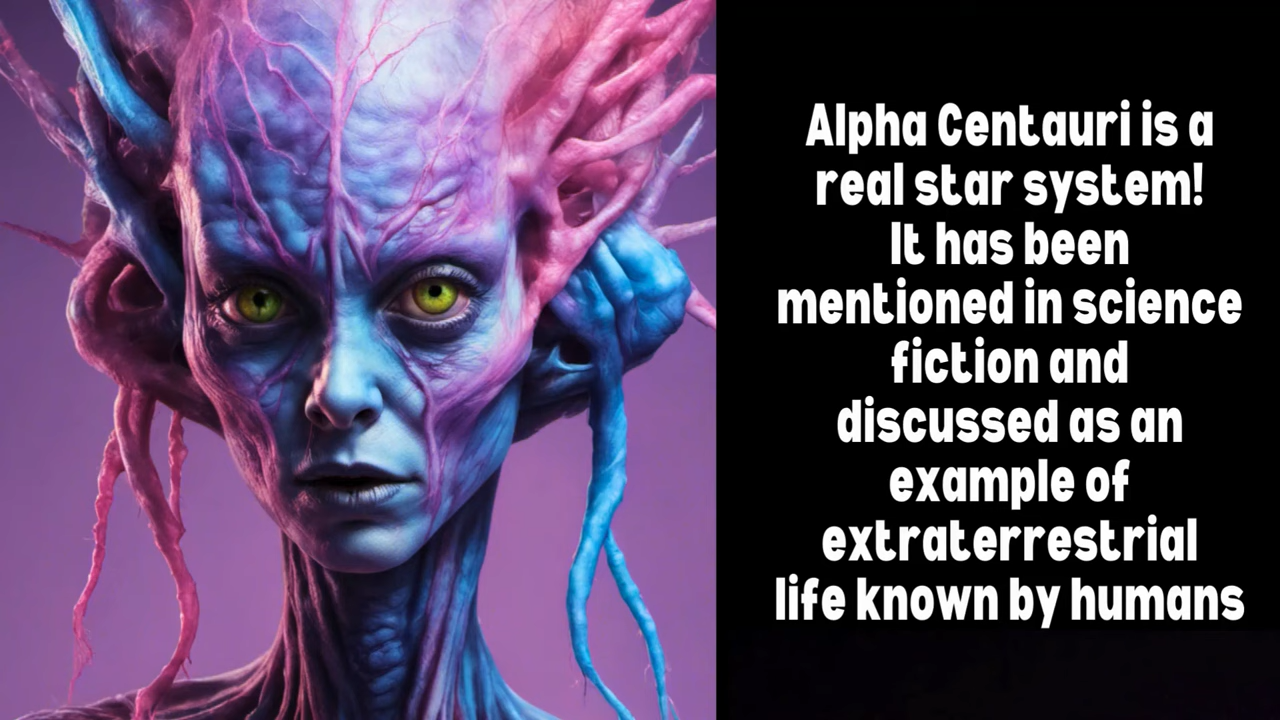 Alpha Centauri is a
real star system!
It has been
mentioned in science
fiction and
discussed as an
example of
extraterrestrial
life known by humans